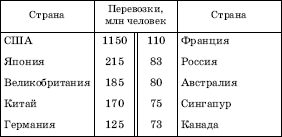 Страна Перевозки, млн человек Страна
США 1150 110 Франция
Япония 215 83 Россия
Великобритания 185 80 Австралия
Китай 170 75 Сингапур
Германия 125 73 Канада